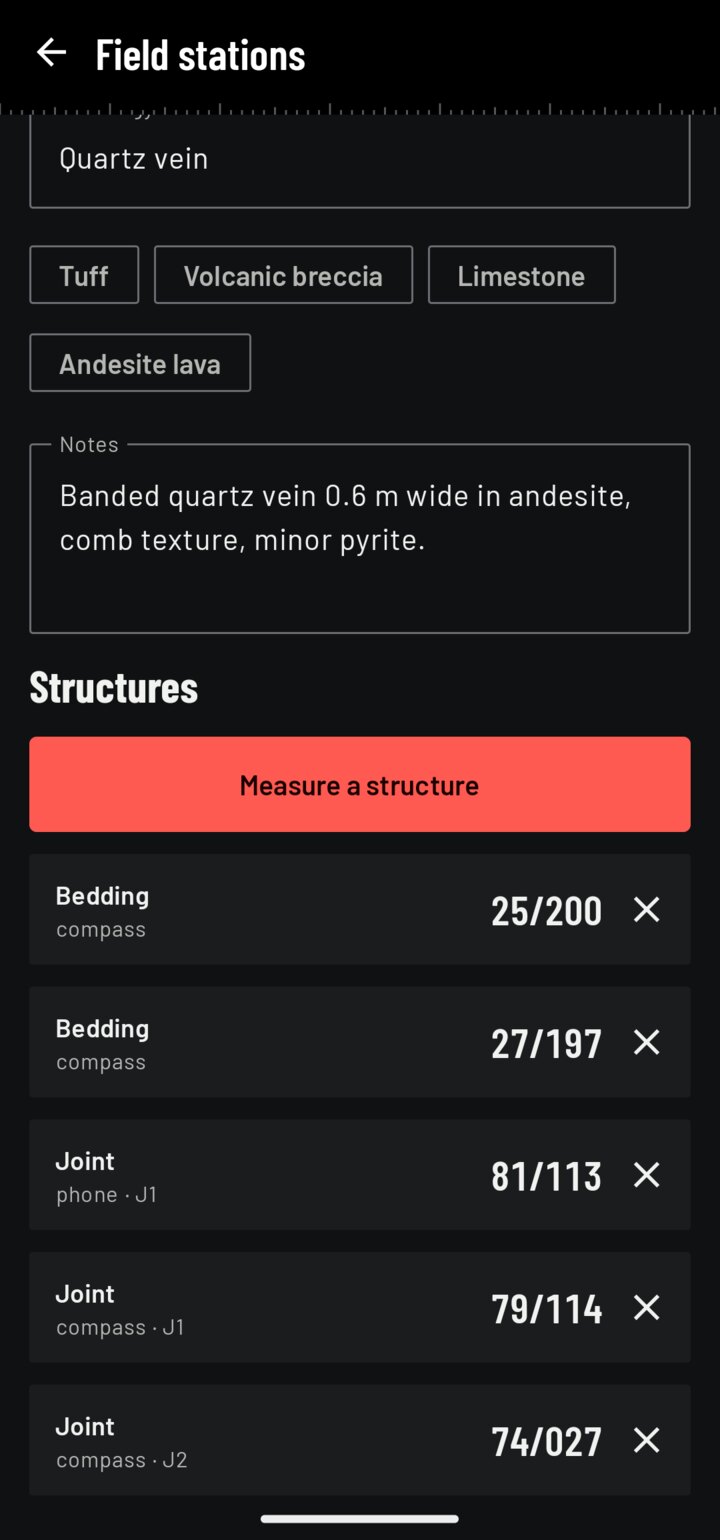 Field stations
Quartz vein
Tuff
Volcanic breccia
Limestone
Andesite lava
Notes
Banded quartz vein 0.6 m wide in andesite,
comb texture, minor pyrite.
Structures
Measure a structure
Bedding
25/200
compass
Bedding
27/197
compass
Joint
81/113
phone · J1
Joint
79/114
compass · J1
Joint
74/027
compass · J2